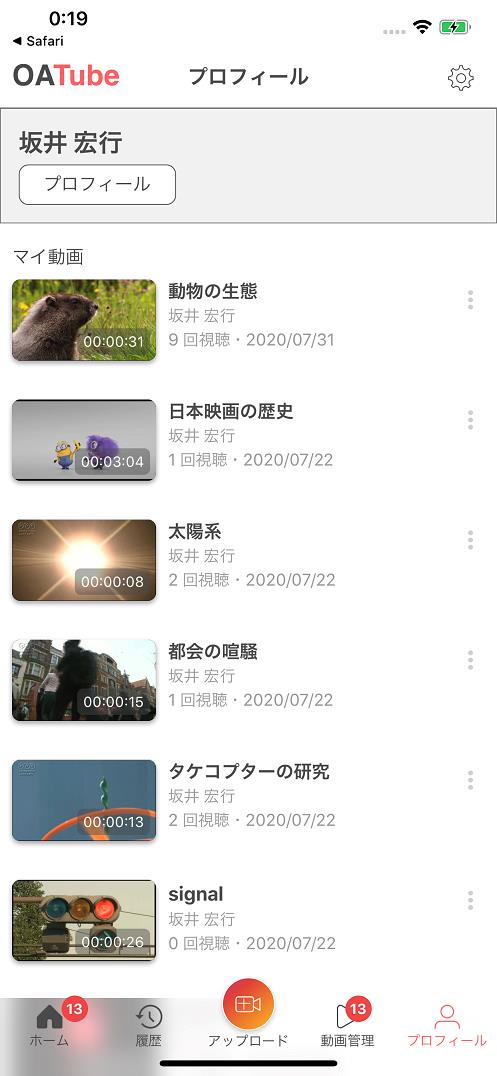 0:19
◀ Safari
OATube
プロフィール
坂井 宏行
プロフィール
マイ動画
00:00:31
動物の生態
坂井 宏行
9 回視聴・2020/07/31
00:03:04
日本映画の歴史
坂井 宏行
1 回視聴・2020/07/22
00:00:08
太陽系
坂井 宏行
2 回視聴・2020/07/22
00:00:15
都会の喧騒
坂井 宏行
1 回視聴・2020/07/22
00:00:13
タケコプターの研究
坂井 宏行
2 回視聴・2020/07/22
00:00:26
signal
坂井 宏行
0 回視聴・2020/07/22
13
13
ホーム
履歴
アップロード
動画管理
プロフィール